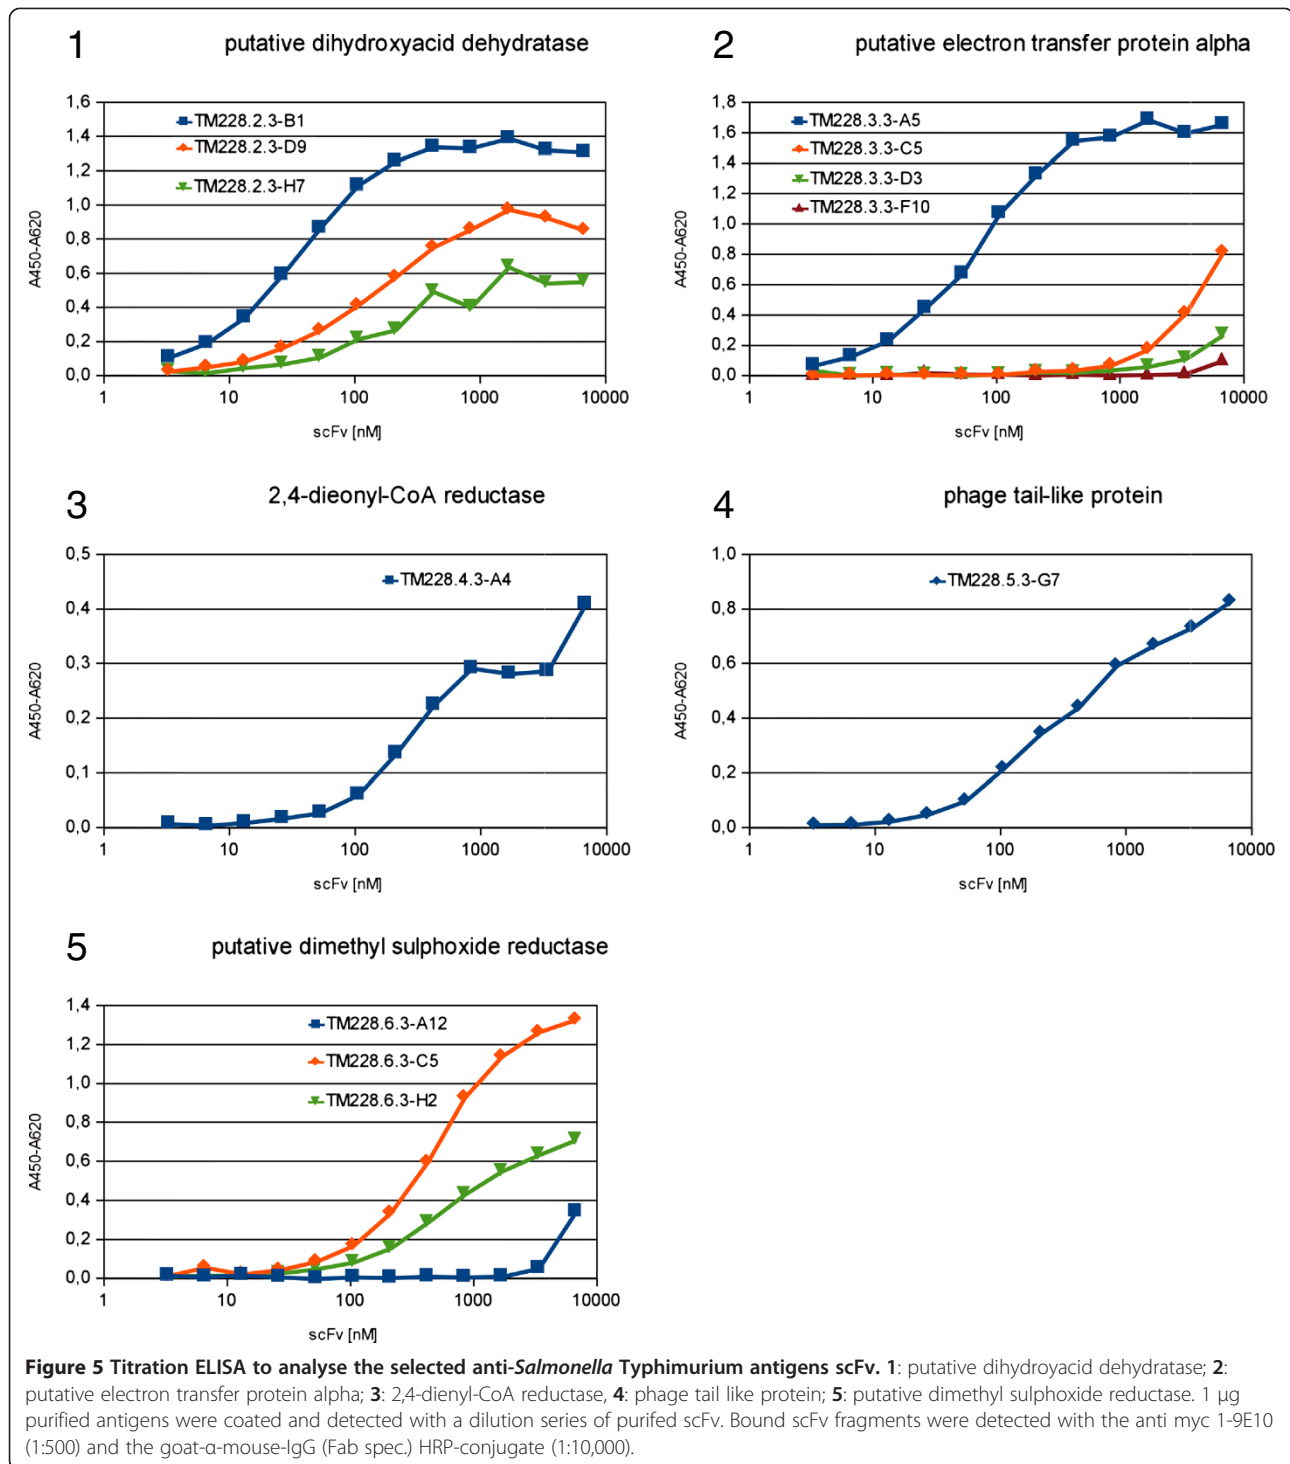 1
putative dihydroxyacid dehydratase
1,6
1,4
1,2
1,0
0,8
0,6
0,4
0,2
0,0
A450-A620
TM228.2.3-B1
TM228.2.3-D9
TM228.2.3-H7
1 10 100 1000 10000
scFv [nM]
2
putative electron transfer protein alpha
1,8
1,6
1,4
1,2
1,0
0,8
0,6
0,4
0,2
0,0
A450-A620
TM228.3.3-A5
TM228.3.3-C5
TM228.3.3-D3
TM228.3.3-F10
1 10 100 1000 10000
scFv [nM]
3
2,4-dieonyl-CoA reductase
0,5
0,4
0,3
0,2
0,1
0,0
A450-A620
TM228.4.3-A4
1 10 100 1000 10000
scFv [nM]
4
phage tail-like protein
1,0
0,8
0,6
0,4
0,2
0,0
A450-A620
TM228.5.3-G7
1 10 100 1000 10000
scFv [nM]
5
putative dimethyl sulphoxide reductase
1,4
1,2
1,0
0,8
0,6
0,4
0,2
0,0
A450-A620
TM228.6.3-A12
TM228.6.3-C5
TM228.6.3-H2
1 10 100 1000 10000
scFv [nM]
Figure 5 Titration ELISA to analyse the selected anti-Salmonella Typhimurium antigens scFv. 1: putative dihydroyacid dehydratase; 2:
putative electron transfer protein alpha; 3: 2,4-dienyl-CoA reductase, 4: phage tail like protein; 5: putative dimethyl sulphoxide reductase. 1 μg
purified antigens were coated and detected with a dilution series of purifed scFv. Bound scFv fragments were detected with the anti myc 1-9E10
(1:500) and the goat-α-mouse-IgG (Fab spec.) HRP-conjugate (1:10,000).